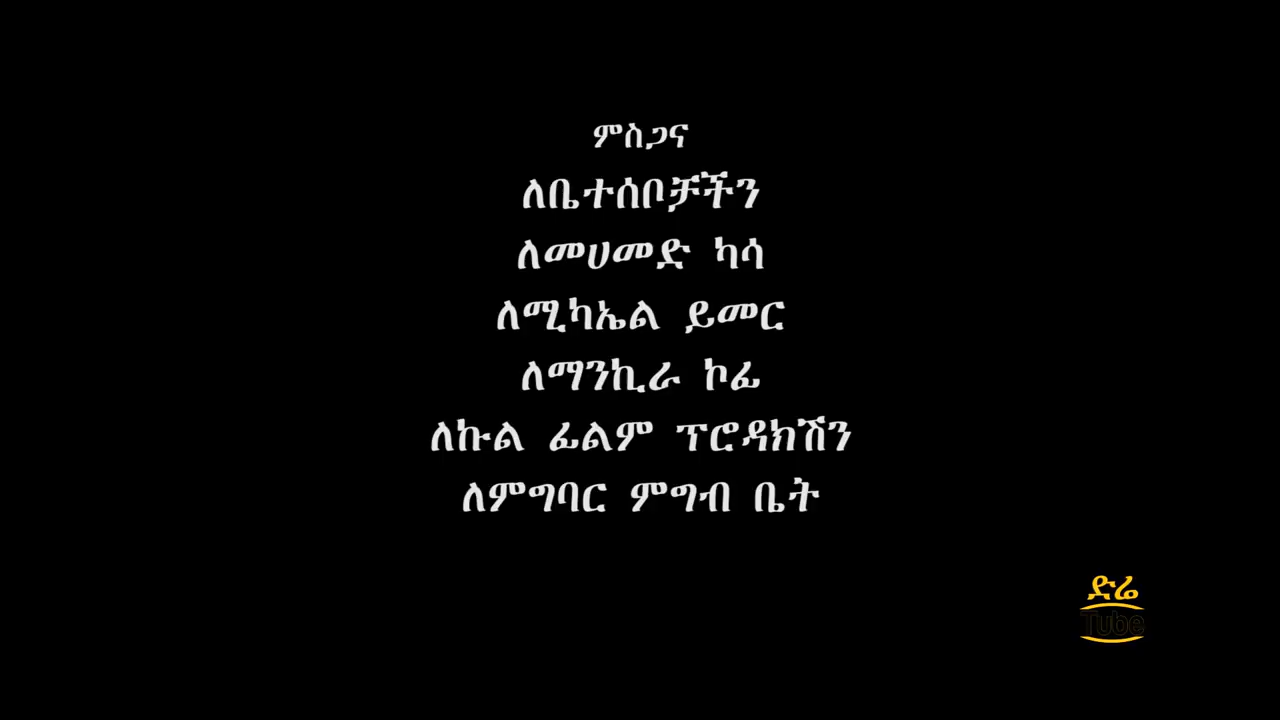 ምስጋና
ለቤተሰቦቻችን
ለመሀመድ ካሳ
ለሚካኤል ይመር
ለማንኪራ ኮፊ
ለኩል ፊልም ፕሮዳክሽን
ለምግባር ምግብ ቤት
ድሬ
Tube